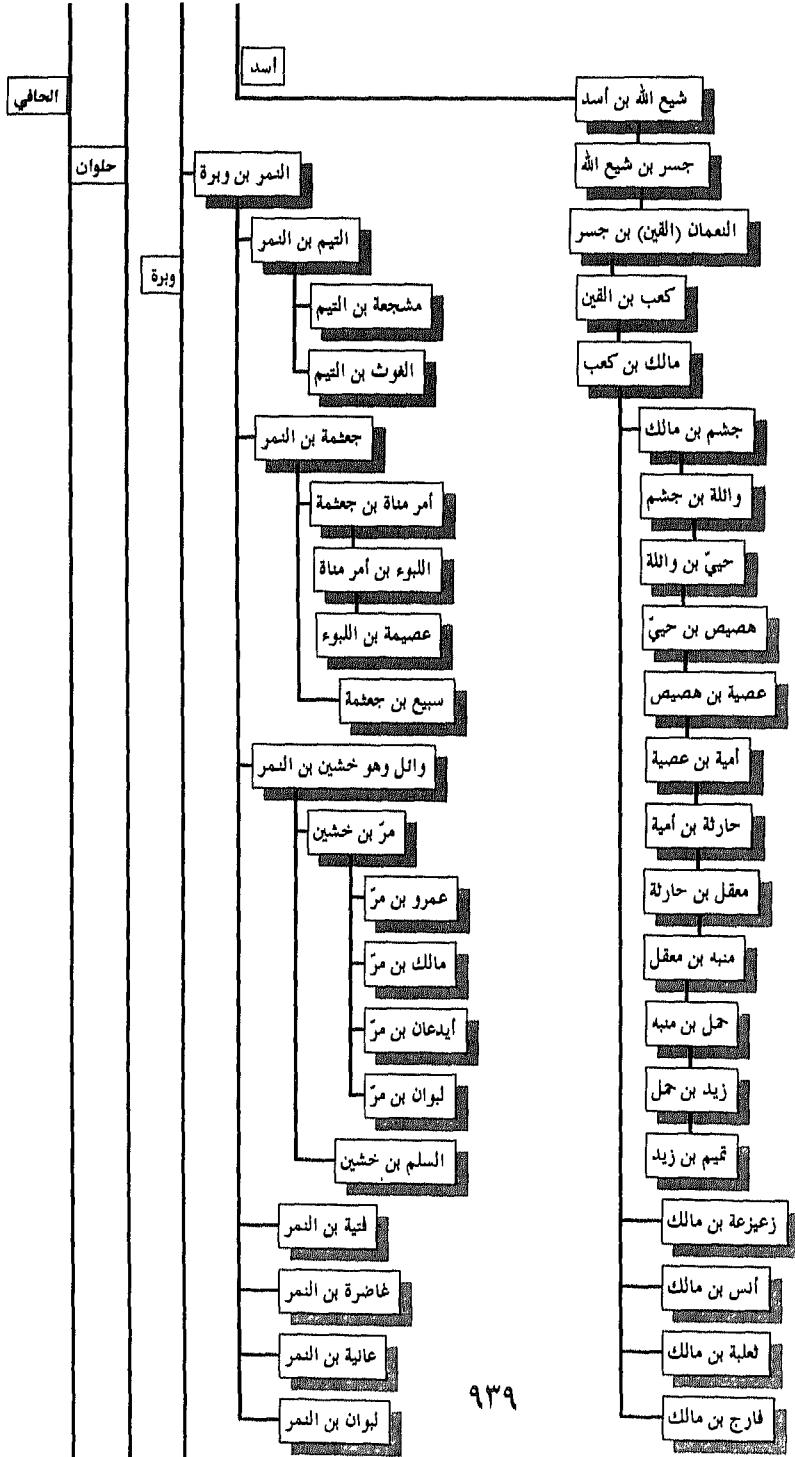 أسد
الحافي
حلوان
وبرة
شيع الله بن أسد
جسر بن شيع الله
النعمان (القين) بن جسر
كعب بن القين
مالك بن كعب
جشم بن مالك
وائلة بن جشم
حييّ بن وائلة
هصيص بن حييّ
عصية بن هصيص
أمية بن عصية
حارثة بن أمية
معقل بن حارثة
منبه بن معقل
حمل بن منبه
زيد بن حمل
تميم بن زيد
زعيزعة بن مالك
أنس بن مالك
ثعلبة بن مالك
فارج بن مالك
النمر بن وبرة
التيم بن النمر
مشجعة بن التيم
الغوث بن التيم
جعثمة بن النمر
أمر مناة بن جعثمة
اللبوء بن أمر مناة
عصيمة بن اللبوء
سبيع بن جعثمة
وائل وهو خشين بن النمر
مرّ بن خشين
عمرو بن مرّ
مالك بن مرّ
أيدعان بن مرّ
لبوان بن مرّ
السلم بن خشين
فتية بن النمر
غاضرة بن النمر
عانية بن النمر
لبوان بن النمر
٩٣٩